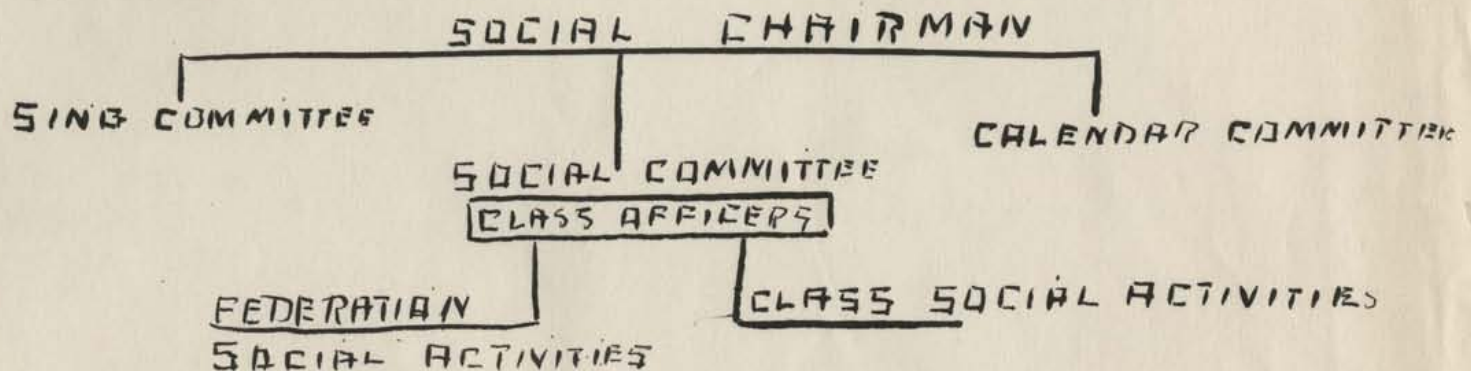 SOCIAL CHAIRMAN
SING COMMITTEE
CALENDAR COMMITTEE
SOCIAL COMMITTEE
CLASS OFFICERS
FEDERATION
SOCIAL ACTIVITIES
CLASS SOCIAL ACTIVITIES